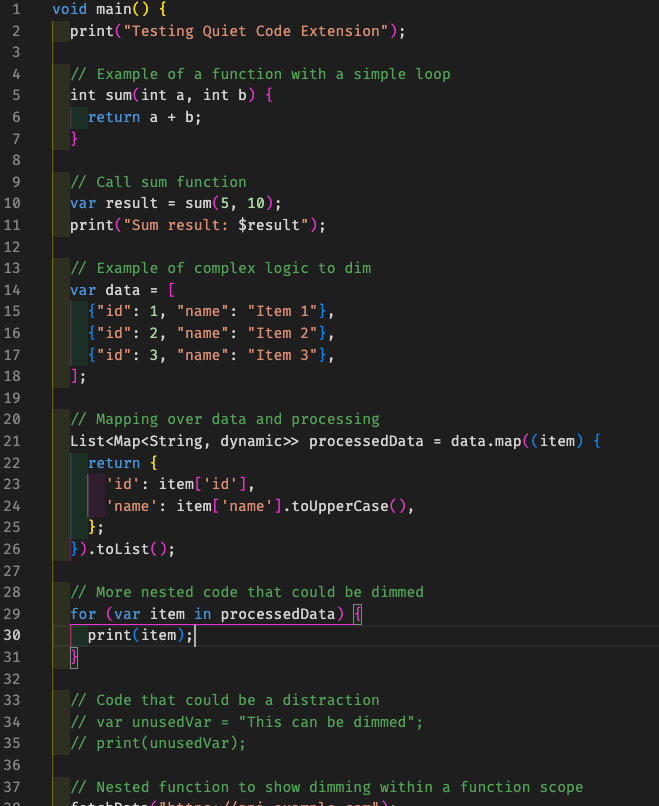 1 void main() {
2 print("Testing Quiet Code Extension");
3
4 // Example of a function with a simple loop
5 int sum(int a, int b) {
6 return a + b;
7 }
8
9 // Call sum function
10 var result = sum(5, 10);
11 print("Sum result: $result");
12
13 // Example of complex logic to dim
14 var data = [
15 {"id": 1, "name": "Item 1"},
16 {"id": 2, "name": "Item 2"},
17 {"id": 3, "name": "Item 3"},
18 ];
19
20 // Mapping over data and processing
21 List<Map<String, dynamic>> processedData = data.map((item) {
22 return {
23 'id': item['id'],
24 'name': item['name'].toUpperCase(),
25 };
26 }).toList();
27
28 // More nested code that could be dimmed
29 for (var item in processedData) {
30 print(item);
31 }
32
33 // Code that could be a distraction
34 // var unusedVar = "This can be dimmed";
35 // print(unusedVar);
36
37 // Nested function to show dimming within a function scope